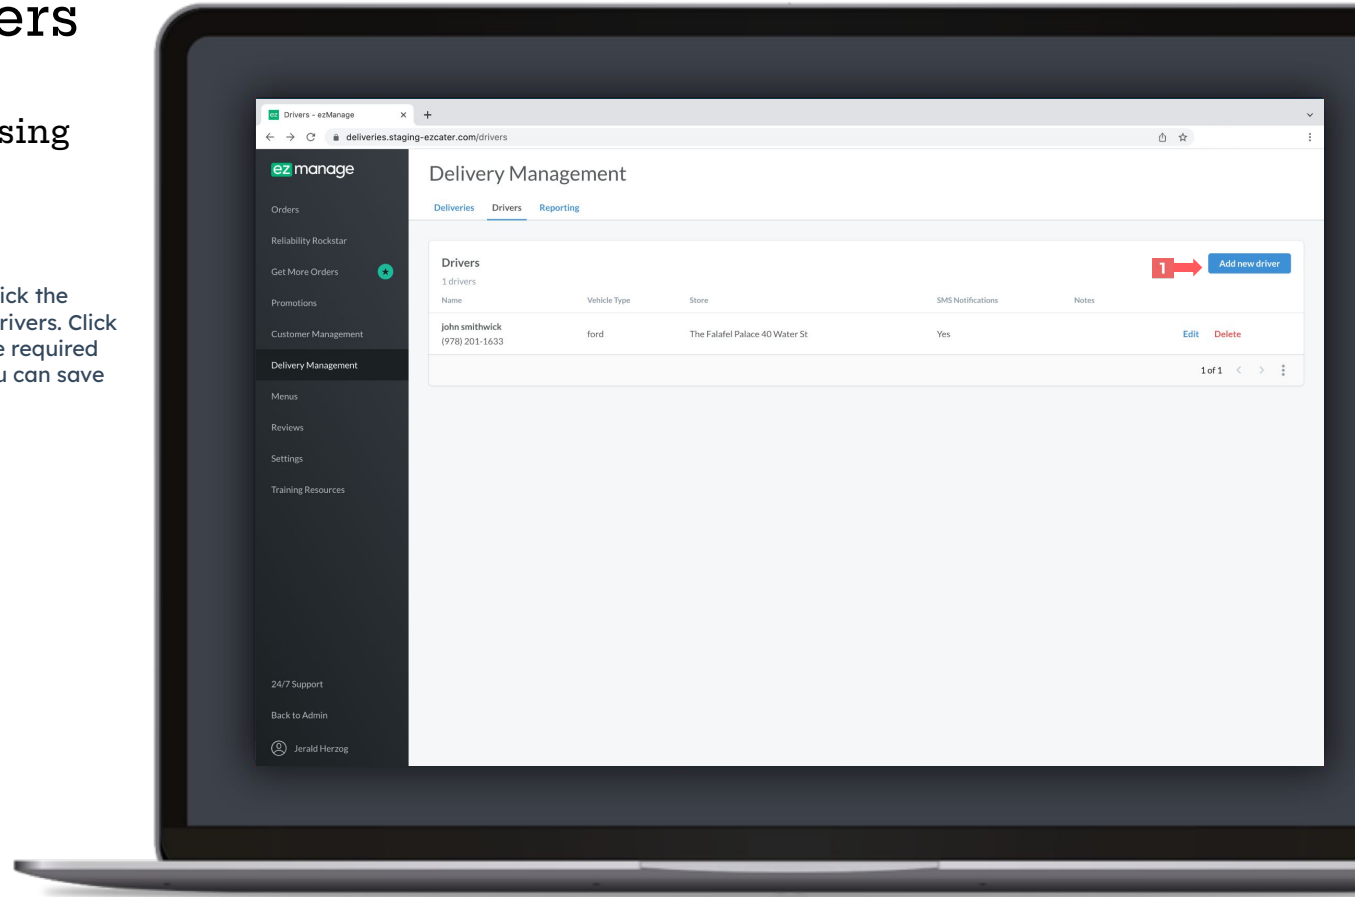 ers
sing
ick the
rivers. Click
e required
u can save
ez Drivers - ezManage × +
deliveries.staging-ezcater.com/drivers
ez manage
Orders
Reliability Rockstar
Get More Orders
Promotions
Customer Management
Delivery Management
Menus
Reviews
Settings
Training Resources
24/7 Support
Back to Admin
Jerald Herzog
Delivery Management
Deliveries Drivers Reporting
Drivers
1 drivers
1
Add new driver
Name Vehicle Type Store SMS Notifications Notes
john smithwick ford The Falafel Palace 40 Water St Yes Edit Delete
(978) 201-1633
1 of 1 < >